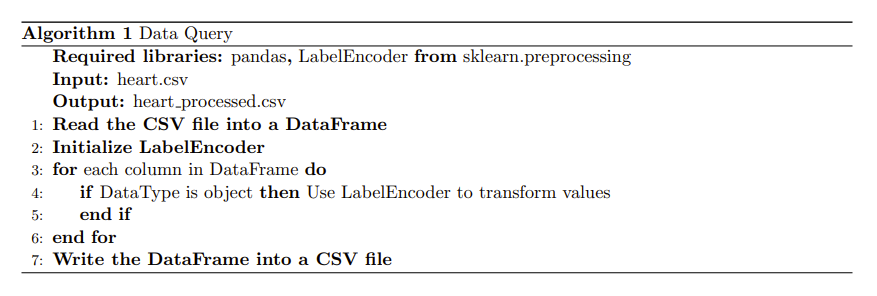 Algorithm 1 Data Query
Required libraries: pandas, LabelEncoder from sklearn.preprocessing
Input: heart.csv
Output: heart_processed.csv
1: Read the CSV file into a DataFrame
2: Initialize LabelEncoder
3: for each column in DataFrame do
4: if DataType is object then Use LabelEncoder to transform values
5: end if
6: end for
7: Write the DataFrame into a CSV file